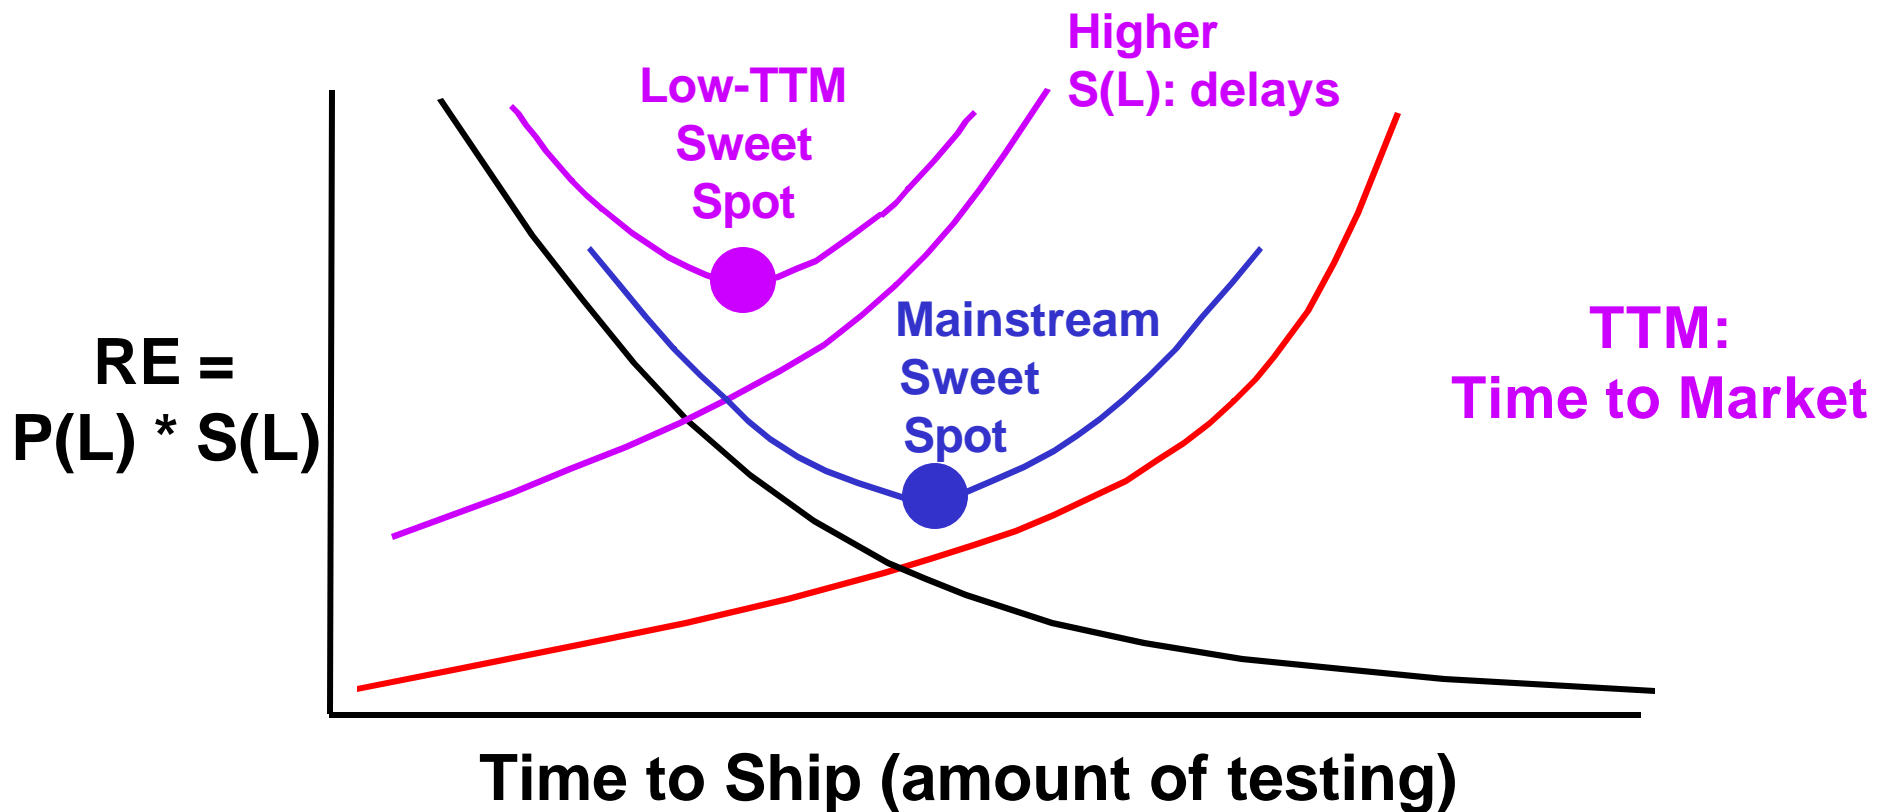 Higher
S(L): delays
Low-TTM
Sweet
Spot
Mainstream
Sweet
Spot
RE =
P(L) * S(L)
TTM:
Time to Market
Time to Ship (amount of testing)